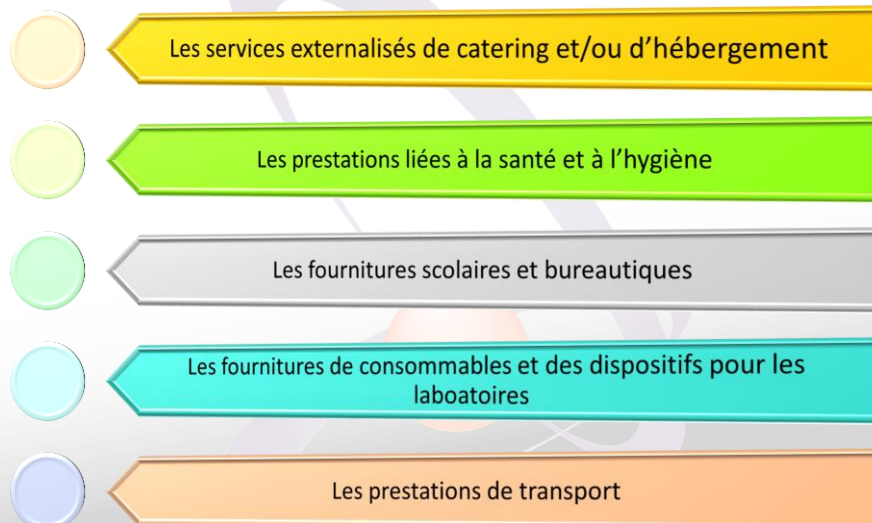 Les services externalisés de catering et/ou d’hébergement
Les prestations liées à la santé et à l’hygiène
Les fournitures scolaires et bureautiques
Les fournitures de consommables et des dispositifs pour les
laboatoires
Les prestations de transport